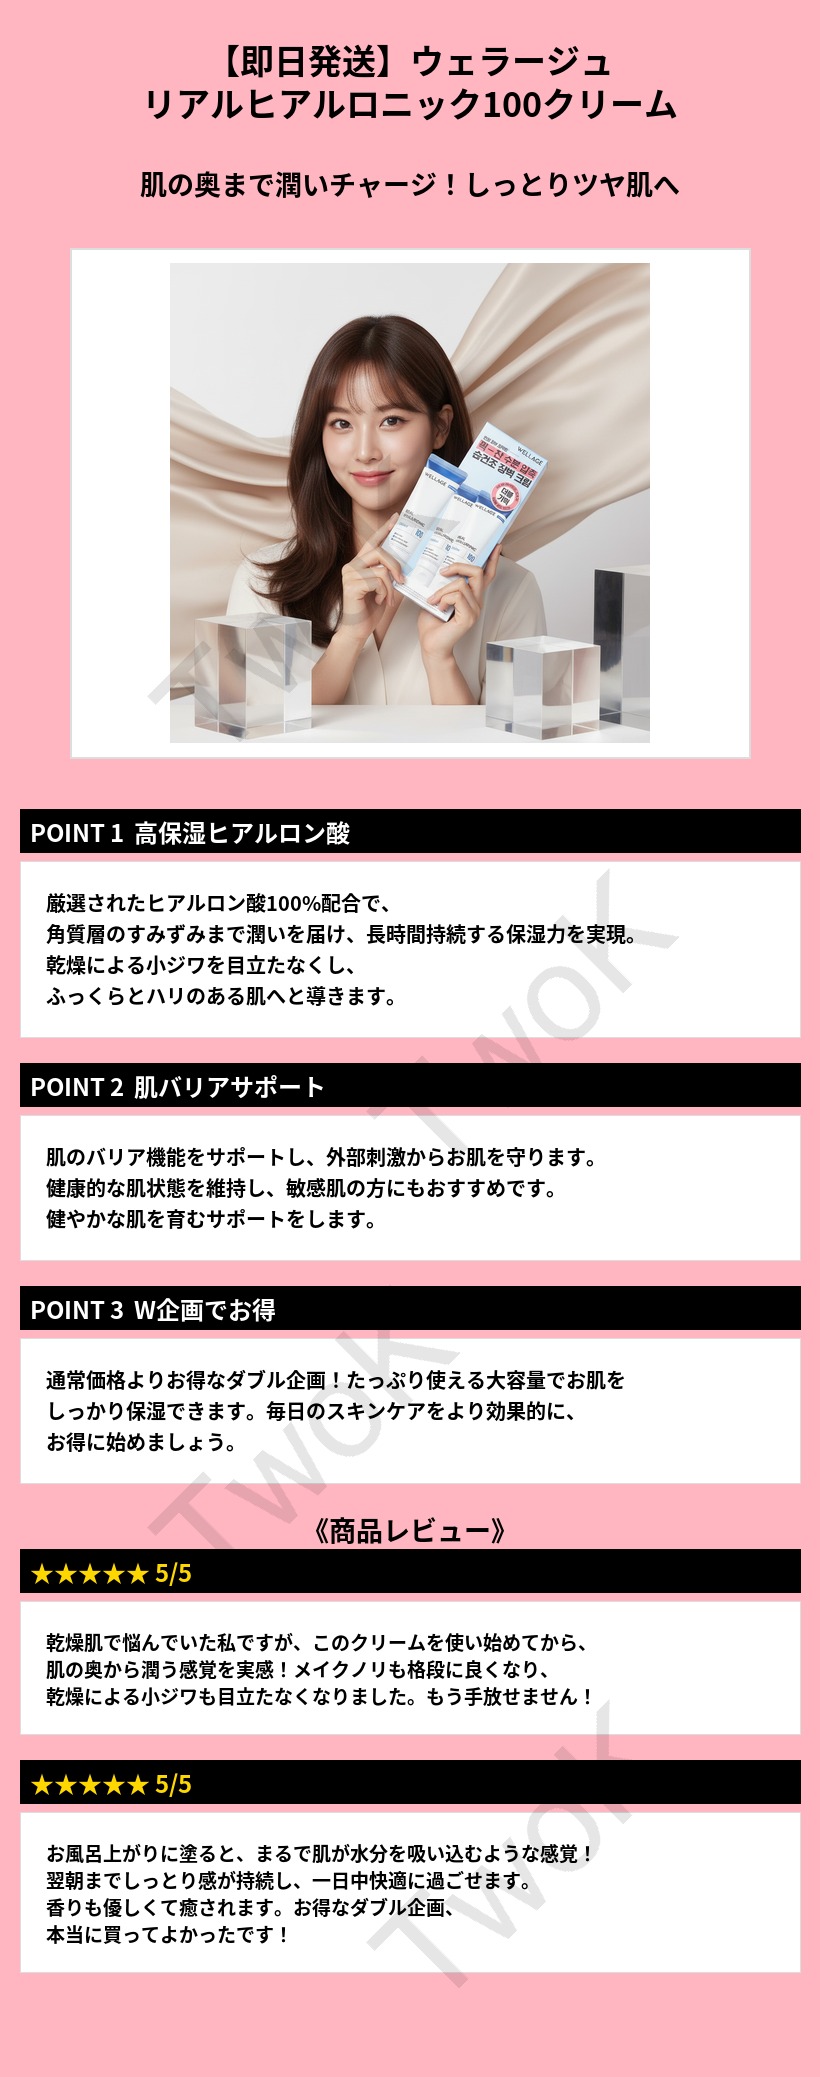 【即日発送】ウェラージュ
リアルヒアルロニック100クリーム
肌の奥まで潤いチャージ！しっとりツヤ肌へ
WELLAGE
쫙-잔 수분 압축
습건조 장벽 크림
더블
기획
WELLAGE
WELLAGE
WELLAGE
100
100
TwoK
POINT 1 高保湿ヒアルロン酸
厳選されたヒアルロン酸100%配合で、
角質層のすみずみまで潤いを届け、長時間持続する保湿力を実現。
乾燥による小ジワを目立たなくし、
ふっくらとハリのある肌へと導きます。
TwoK
POINT 2 肌バリアサポート
肌のバリア機能をサポートし、外部刺激からお肌を守ります。
健康的な肌状態を維持し、敏感肌の方にもおすすめです。
健やかな肌を育むサポートをします。
POINT 3 W企画でお得
通常価格よりお得なダブル企画！たっぷり使える大容量でお肌を
しっかり保湿できます。毎日のスキンケアをより効果的に、
お得に始めましょう。
TwoK
《商品レビュー》
★★★★★ 5/5
乾燥肌で悩んでいた私ですが、このクリームを使い始めてから、
肌の奥から潤う感覚を実感！メイクノリも格段に良くなり、
乾燥による小ジワも目立たなくなりました。もう手放せません！
★★★★★ 5/5
お風呂上がりに塗ると、まるで肌が水分を吸い込むような感覚！
翌朝までしっとり感が持続し、一日中快適に過ごせます。
香りも優しくて癒されます。お得なダブル企画、
本当に買ってよかったです！
TwoK